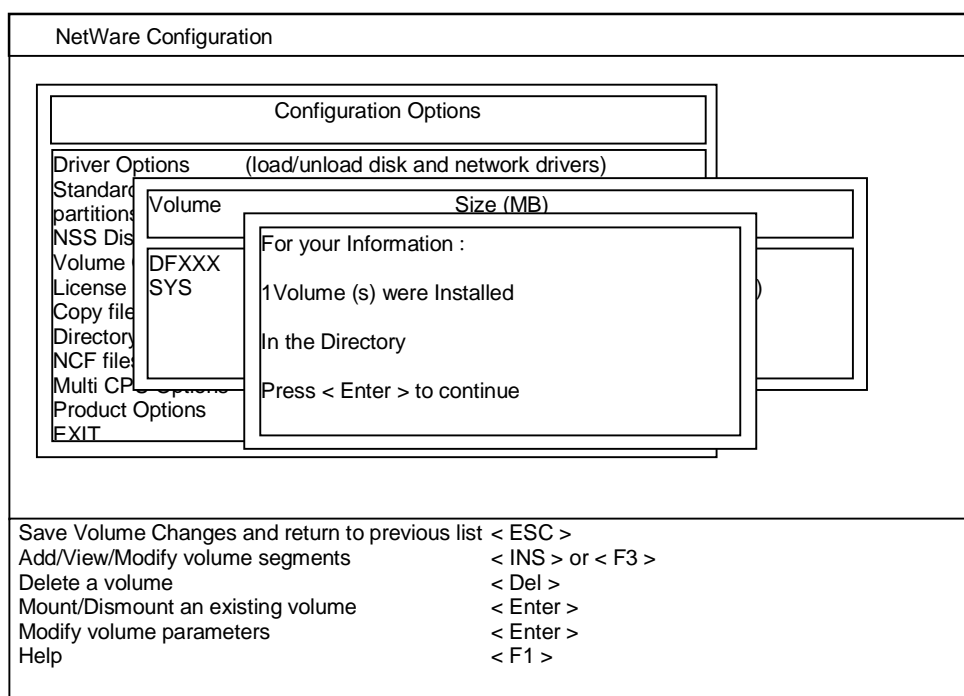 NetWare Configuration
Configuration Options
Driver Options (load/unload disk and network drivers)
Standard
partitions
NSS Dis
Volume
License
Copy file
Directory
NCF files
Multi CPU Options
Product Options
EXIT
Volume Size (MB)
DFXXX
SYS )
For your Information :
1Volume (s) were Installed
In the Directory
Press < Enter > to continue
Save Volume Changes and return to previous list < ESC >
Add/View/Modify volume segments < INS > or < F3 >
Delete a volume < Del >
Mount/Dismount an existing volume < Enter >
Modify volume parameters < Enter >
Help < F1 >